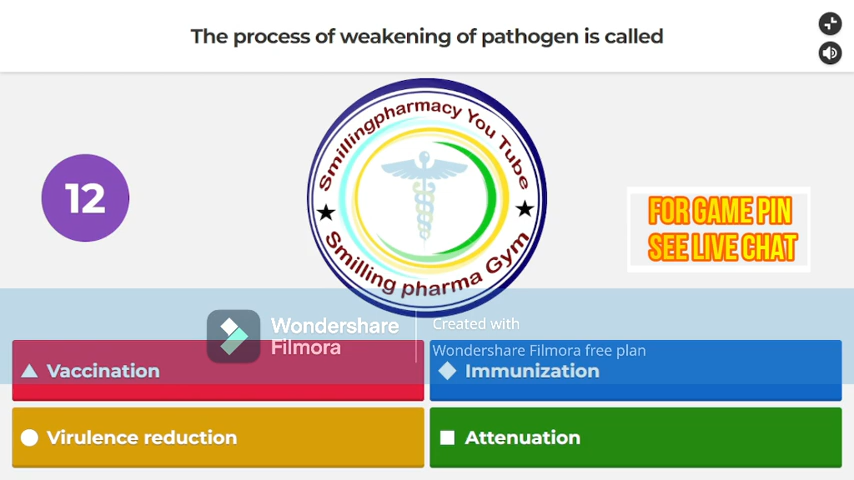 The process of weakening of pathogen is called
12
Smillingpharmacy You Tube
Smilling pharma Gym
FOR GAME PIN
SEE LIVE CHAT
Wondershare
Filmora
Created with
Wondershare Filmora free plan
Vaccination
Immunization
Virulence reduction
Attenuation